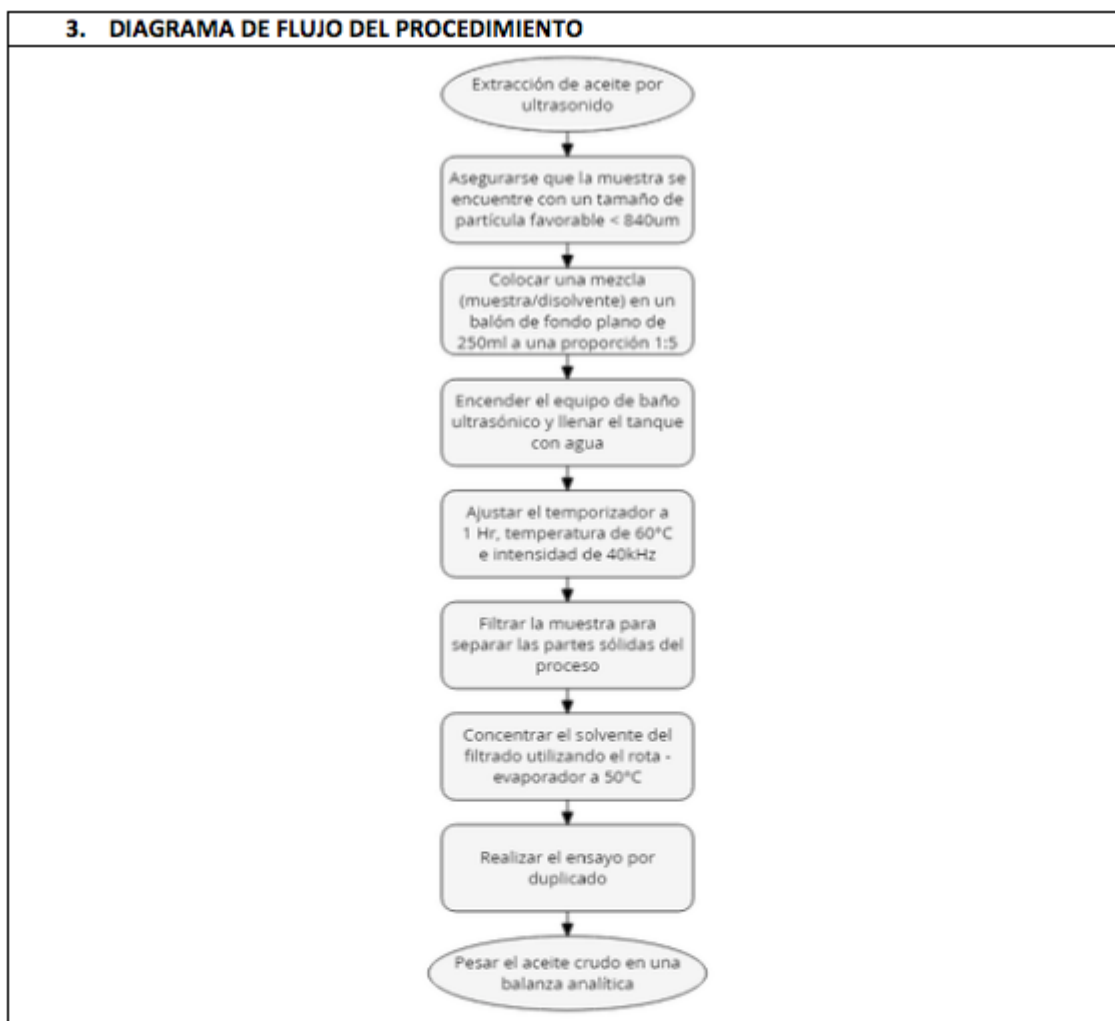 3. DIAGRAMA DE FLUJO DEL PROCEDIMIENTO
Extracción de aceite por
ultrasonido
Asegurarse que la muestra se
encuentre con un tamaño de
partícula favorable < 840um
Colocar una mezcla
(muestra/disolvente) en un
balón de fondo plano de
250ml a una proporción 1:5
Encender el equipo de baño
ultrasónico y llenar el tanque
con agua
Ajustar el temporizador a
1 Hr, temperatura de 60°C
e intensidad de 40kHz
Filtrar la muestra para
separar las partes sólidas del
proceso
Concentrar el solvente del
filtrado utilizando el rota -
evaporador a 50°C
Realizar el ensayo por
duplicado
Pesar el aceite crudo en una
balanza analítica